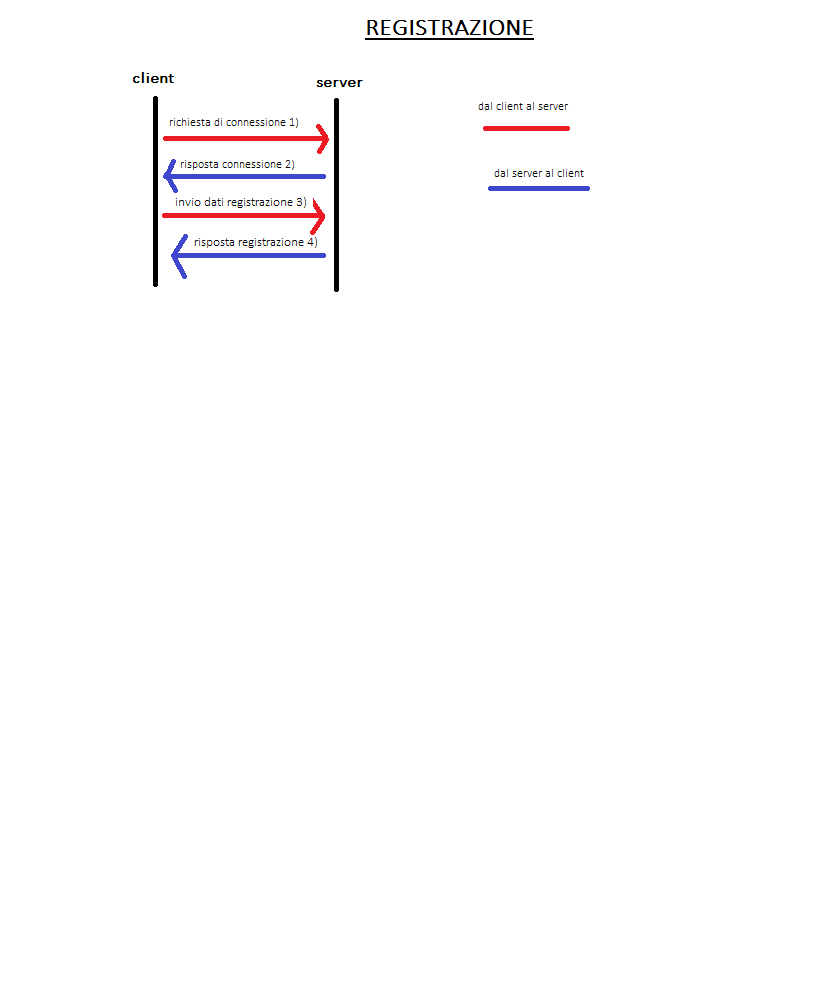 REGISTRAZIONE
client
server
dal client al server
richiesta di connessione 1)
risposta connessione 2)
dal server al client
invio dati registrazione 3)
risposta registrazione 4)